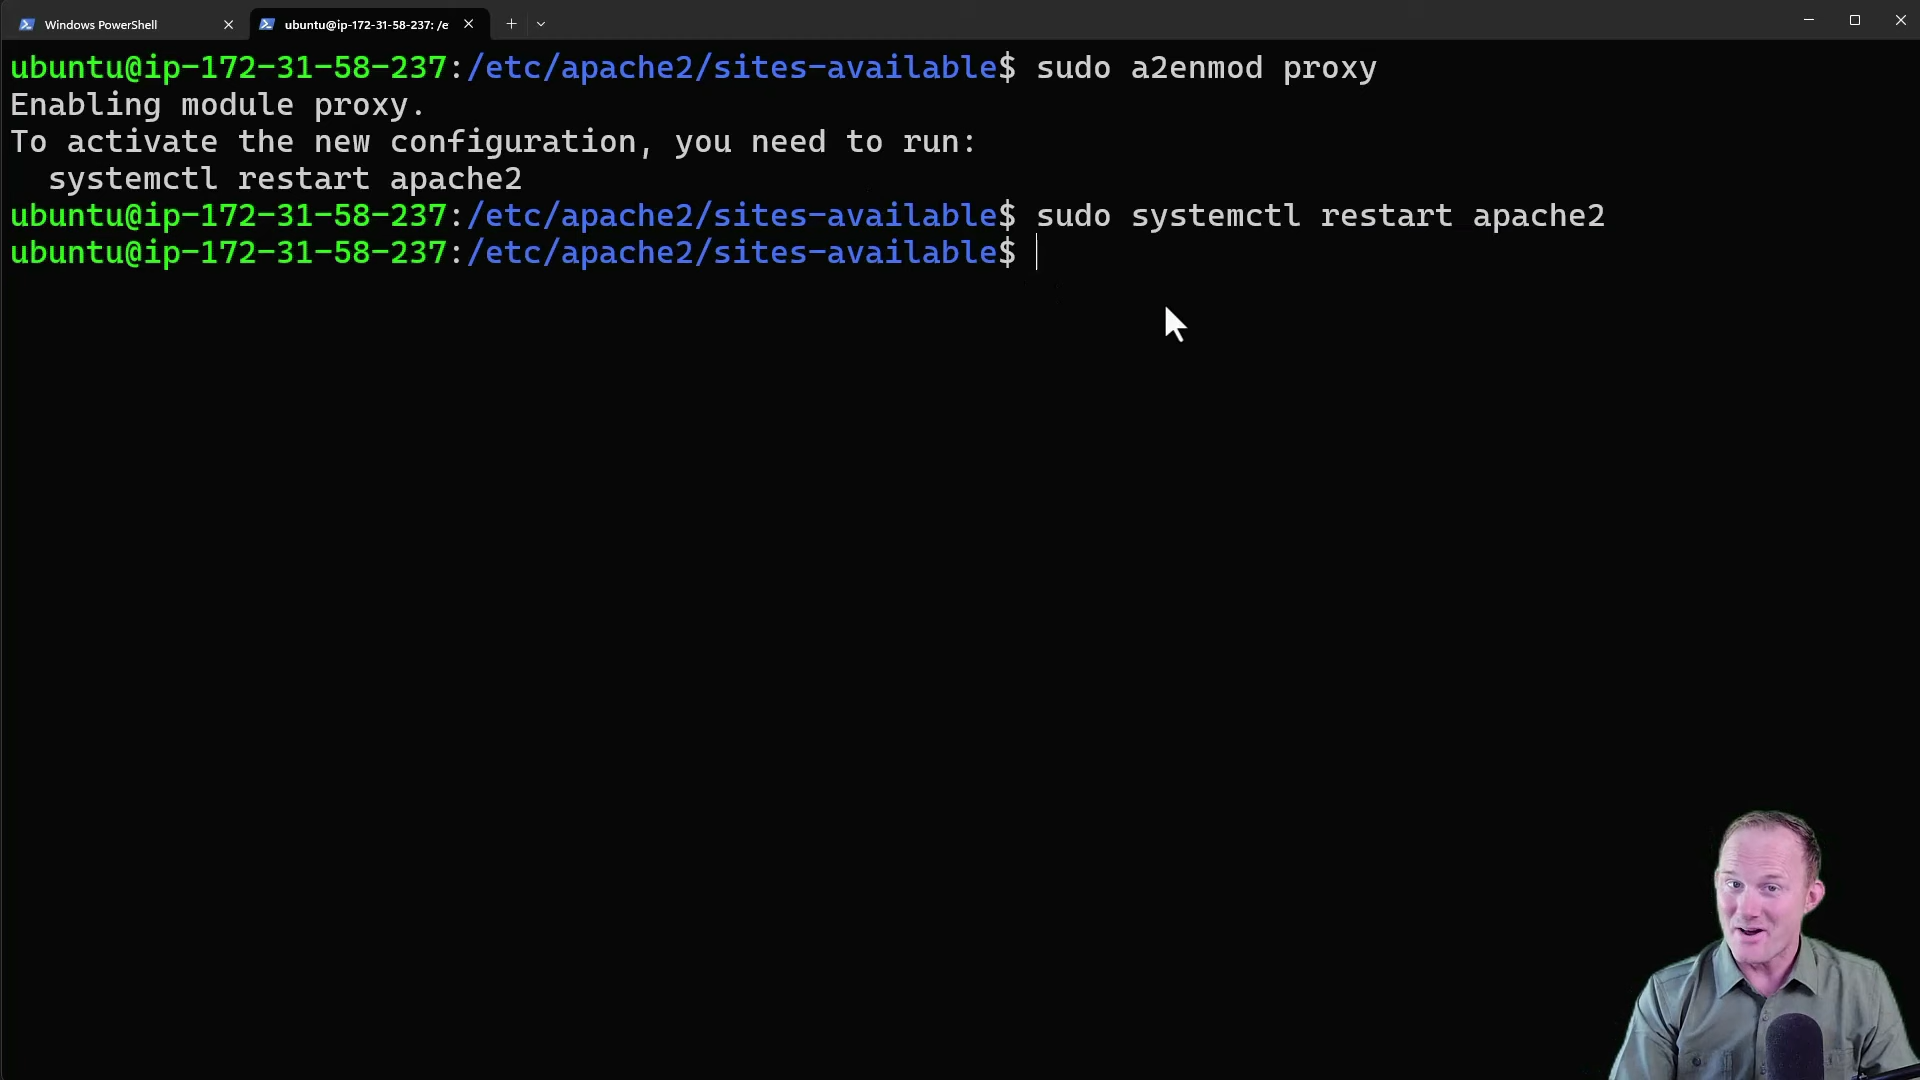 Windows PowerShell
ubuntu@ip-172-31-58-237: /e
ubuntu@ip-172-31-58-237:/etc/apache2/sites-available$ sudo a2enmod proxy
Enabling module proxy.
To activate the new configuration, you need to run:
  systemctl restart apache2
ubuntu@ip-172-31-58-237:/etc/apache2/sites-available$ sudo systemctl restart apache2
ubuntu@ip-172-31-58-237:/etc/apache2/sites-available$